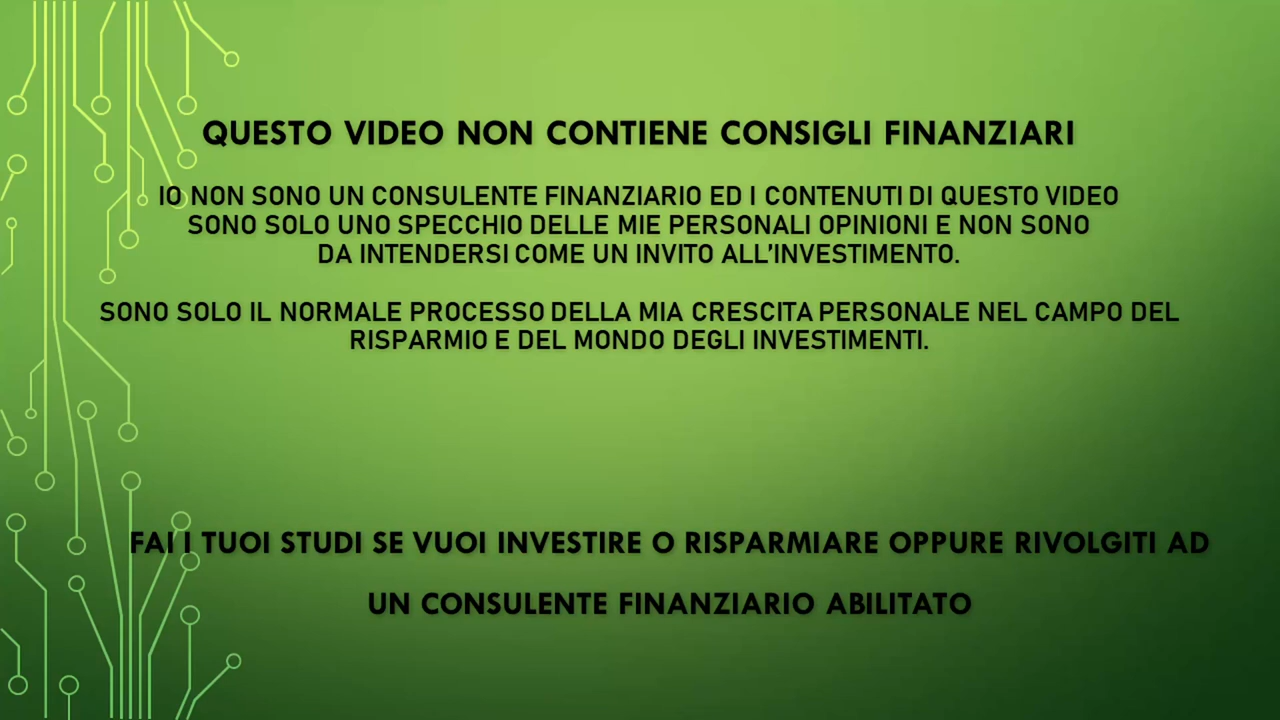 QUESTO VIDEO NON CONTIENE CONSIGLI FINANZIARI
IO NON SONO UN CONSULENTE FINANZIARIO ED I CONTENUTI DI QUESTO VIDEO
SONO SOLO UNO SPECCHIO DELLE MIE PERSONALI OPINIONI E NON SONO
DA INTENDERSI COME UN INVITO ALL'INVESTIMENTO.
SONO SOLO IL NORMALE PROCESSO DELLA MIA CRESCITA PERSONALE NEL CAMPO DEL
RISPARMIO E DEL MONDO DEGLI INVESTIMENTI.
FAI I TUOI STUDI SE VUOI INVESTIRE O RISPARMIARE OPPURE RIVOLGITI AD
UN CONSULENTE FINANZIARIO ABILITATO